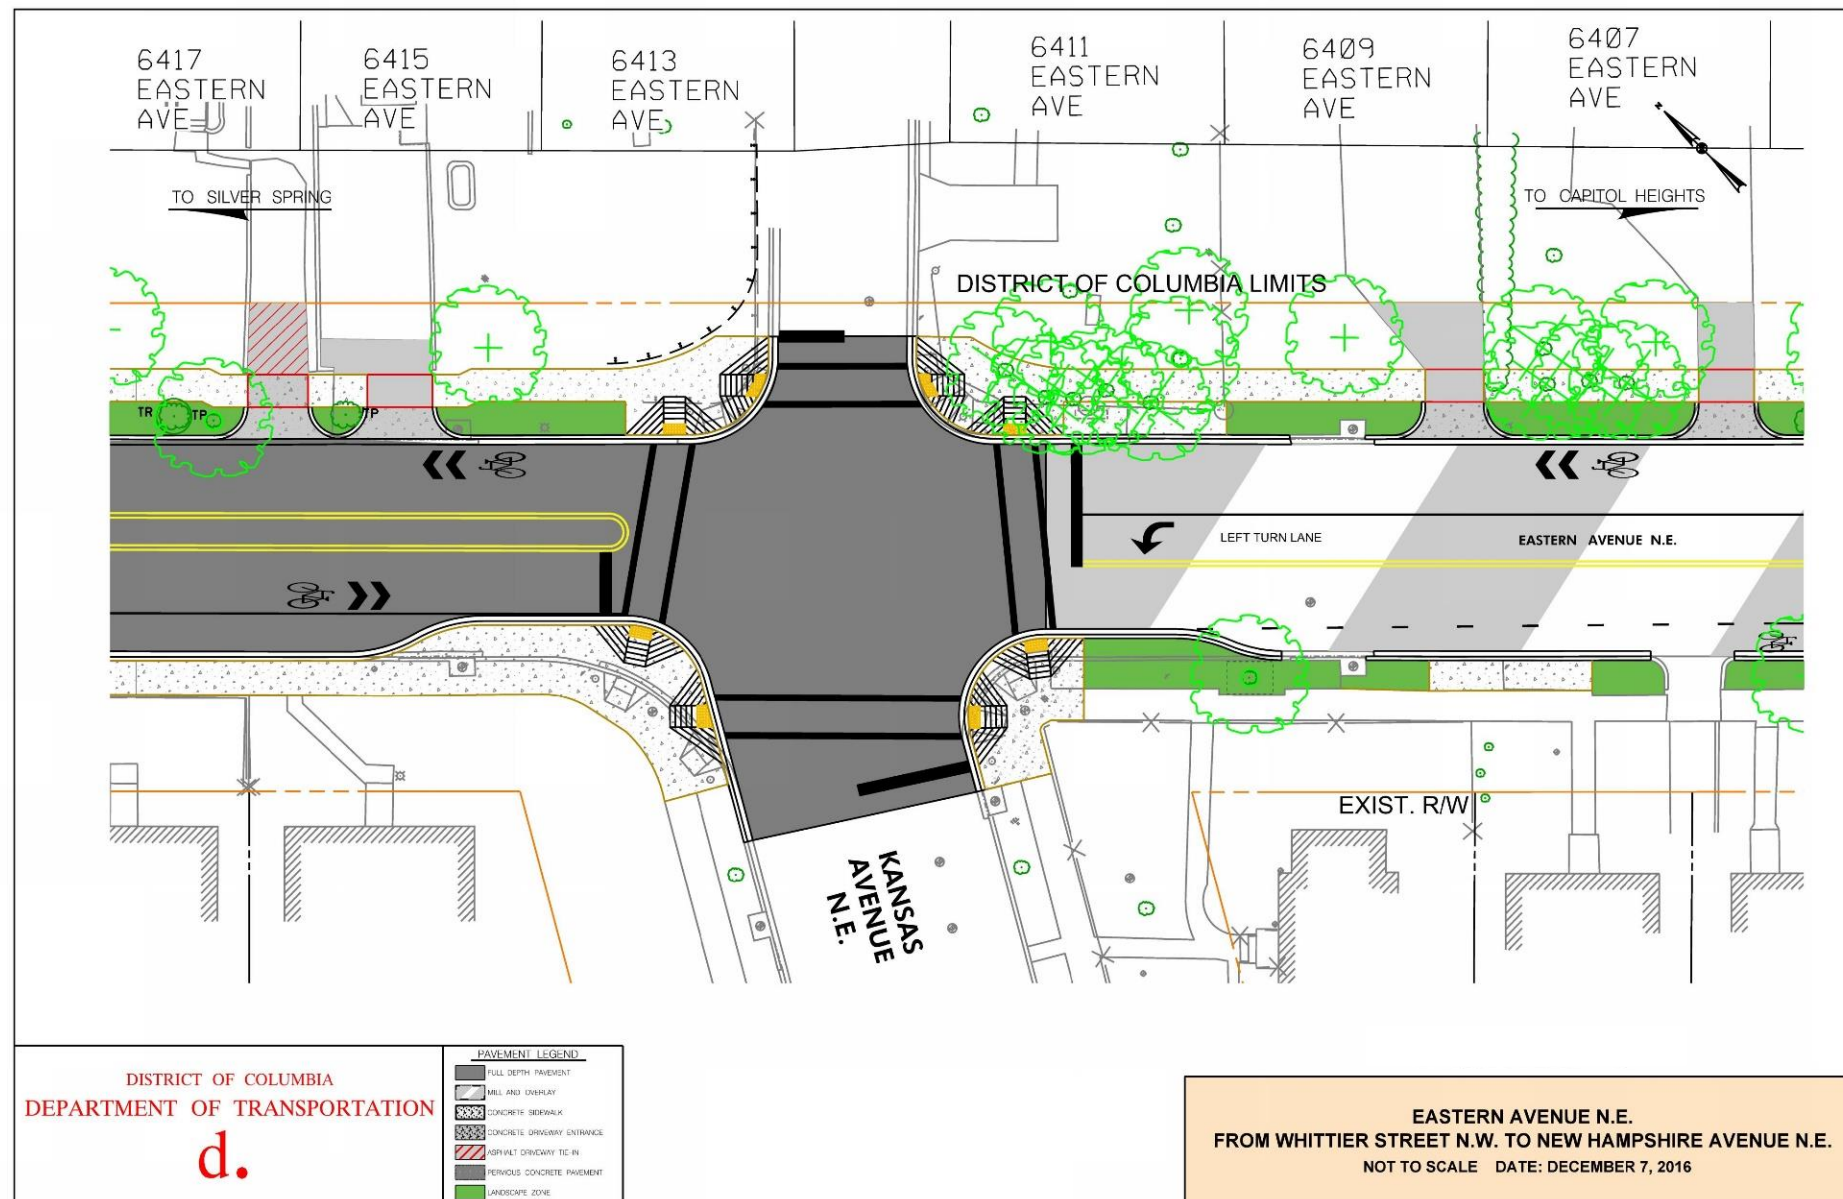 6417
EASTERN
AVE
6415
EASTERN
AVE
6413
EASTERN
AVE
6411
EASTERN
AVE
6409
EASTERN
AVE
6407
EASTERN
AVE
N
TO SILVER SPRING
TO CAPITOL HEIGHTS
DISTRICT OF COLUMBIA LIMITS
TR
TP
TP
LEFT TURN LANE
EASTERN AVENUE N.E.
EXIST. R/W
KANSAS
AVENUE
N.E.
DISTRICT OF COLUMBIA
DEPARTMENT OF TRANSPORTATION
d.
PAVEMENT LEGEND
FULL DEPTH PAVEMENT
MILL AND OVERLAY
CONCRETE SIDEWALK
CONCRETE DRIVEWAY ENTRANCE
ASPHALT DRIVEWAY TIE-IN
PERVIOUS CONCRETE PAVEMENT
LANDSCAPE ZONE
EASTERN AVENUE N.E.
FROM WHITTIER STREET N.W. TO NEW HAMPSHIRE AVENUE N.E.
NOT TO SCALE DATE: DECEMBER 7, 2016